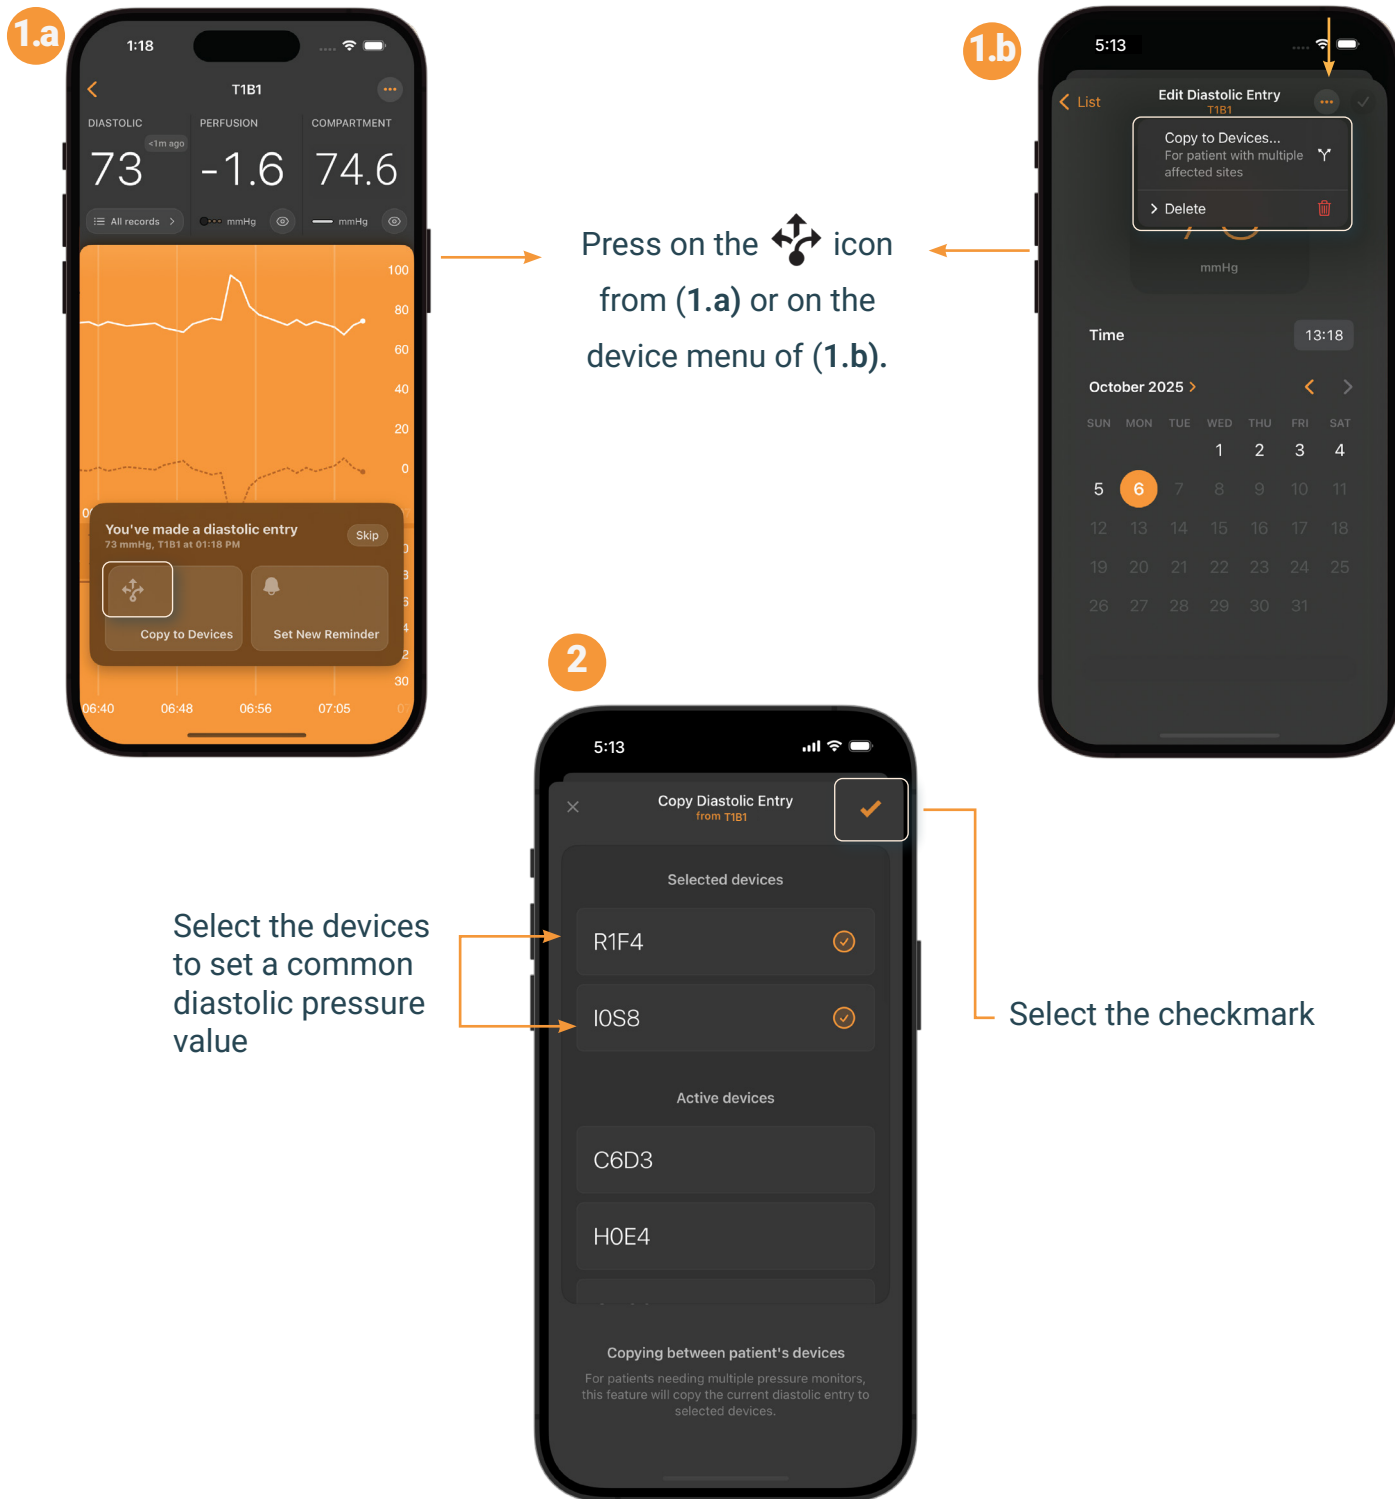 1.a
1:18
T1B1
DIASTOLIC
PERFUSION
COMPARTMENT
73
<1m ago
-1.6
74.6
All records
mmHg
mmHg
100
80
60
40
20
0
You've made a diastolic entry
73 mmHg, T1B1 at 01:18 PM
Skip
Copy to Devices
Set New Reminder
30
06:40
06:48
06:56
07:05
Press on the icon
from (1.a) or on the
device menu of (1.b).
1.b
5:13
List
Edit Diastolic Entry
T1B1
Copy to Devices...
For patient with multiple
affected sites
Delete
mmHg
Time
13:18
October 2025
SUN MON TUE WED THU FRI SAT
1 2 3 4
5 6 7 8 9 10 11
12 13 14 15 16 17 18
19 20 21 22 23 24 25
26 27 28 29 30 31
2
5:13
Copy Diastolic Entry
from T1B1
Selected devices
R1F4
I0S8
Active devices
C6D3
H0E4
Copying between patient's devices
For patients needing multiple pressure monitors,
this feature will copy the current diastolic entry to
selected devices.
Select the devices
to set a common
diastolic pressure
value
Select the checkmark